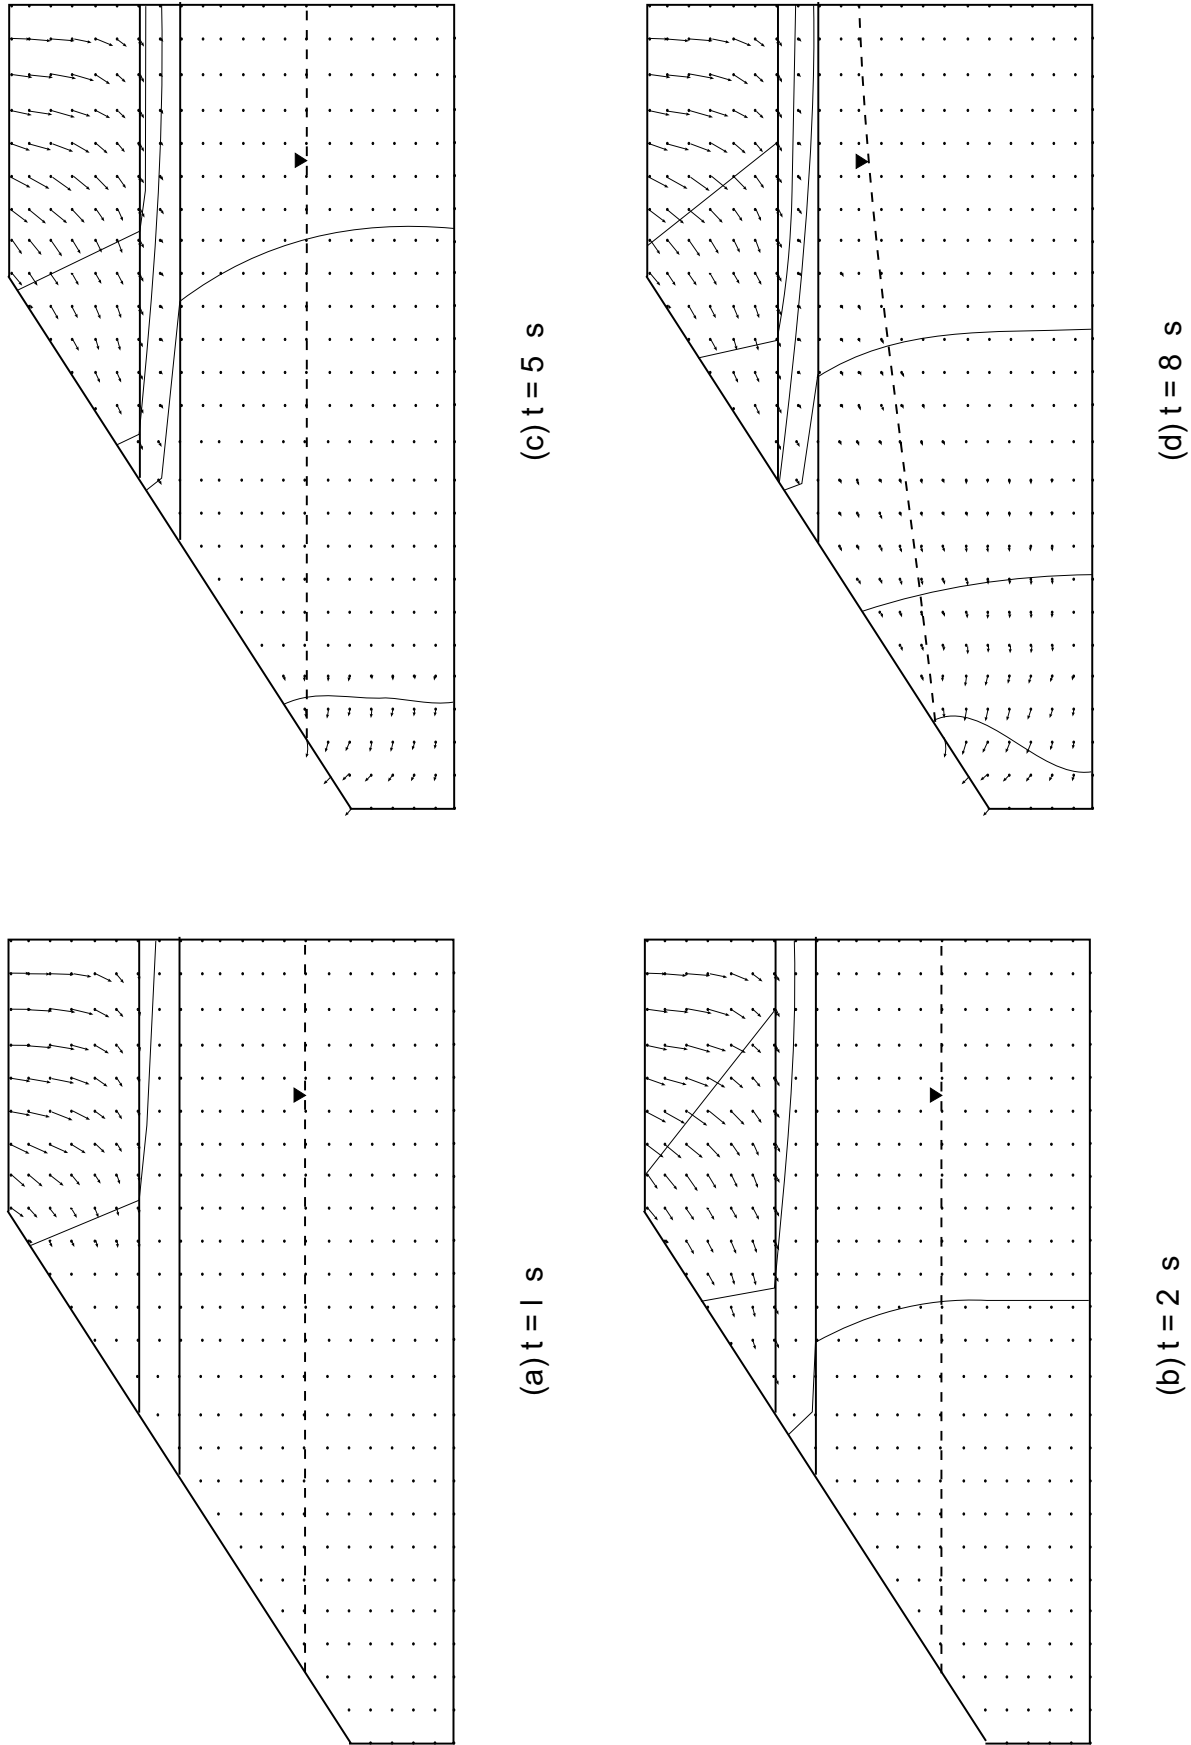 (a) t = l s
(b) t = 2 s
(c) t = 5 s
(d) t = 8 s